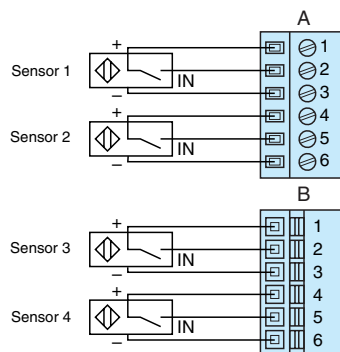 A
+
1
Sensor 1
2
IN
–
3
+
4
Sensor 2
5
IN
–
6
B
+
1
Sensor 3
2
IN
–
3
+
4
Sensor 4
5
IN
–
6